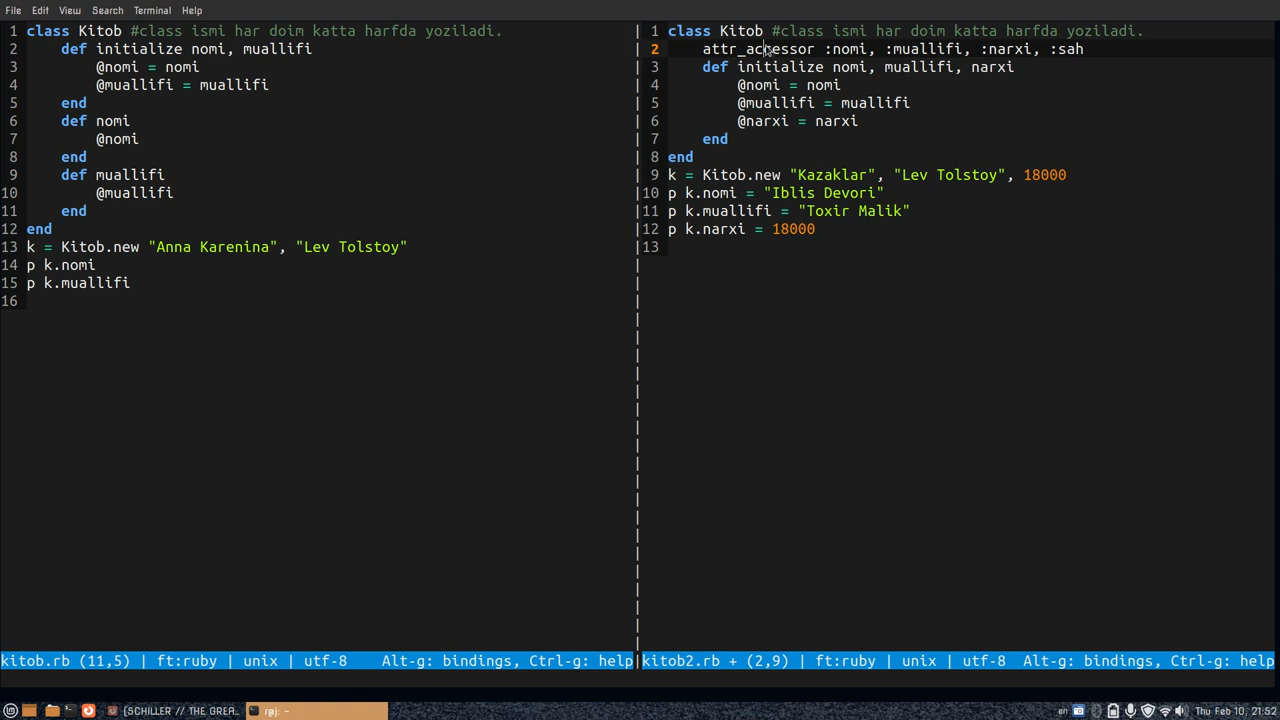 File Edit View Search Terminal Help
1 class Kitob #class ismi har doim katta harfda yoziladi.
2 def initialize nomi, muallifi
3 @nomi = nomi
4 @muallifi = muallifi
5 end
6 def nomi
7 @nomi
8 end
9 def muallifi
10 @muallifi
11 end
12 end
13 k = Kitob.new "Anna Karenina", "Lev Tolstoy"
14 p k.nomi
15 p k.muallifi
16
kitob.rb (11,5) | ft:ruby | unix | utf-8 Alt-g: bindings, Ctrl-g: help
1 class Kitob #class ismi har doim katta harfda yoziladi.
2 attr_accessor :nomi, :muallifi, :narxi, :sah
3 def initialize nomi, muallifi, narxi
4 @nomi = nomi
5 @muallifi = muallifi
6 @narxi = narxi
7 end
8 end
9 k = Kitob.new "Kazaklar", "Lev Tolstoy", 18000
10 p k.nomi = "Iblis Devori"
11 p k.muallifi = "Toxir Malik"
12 p k.narxi = 18000
13
kitob2.rb + (2,9) | ft:ruby | unix | utf-8 Alt-g: bindings, Ctrl-g: help
[SCHILLER // THE GREA... røj: ~ en Thu Feb 10, 21:52